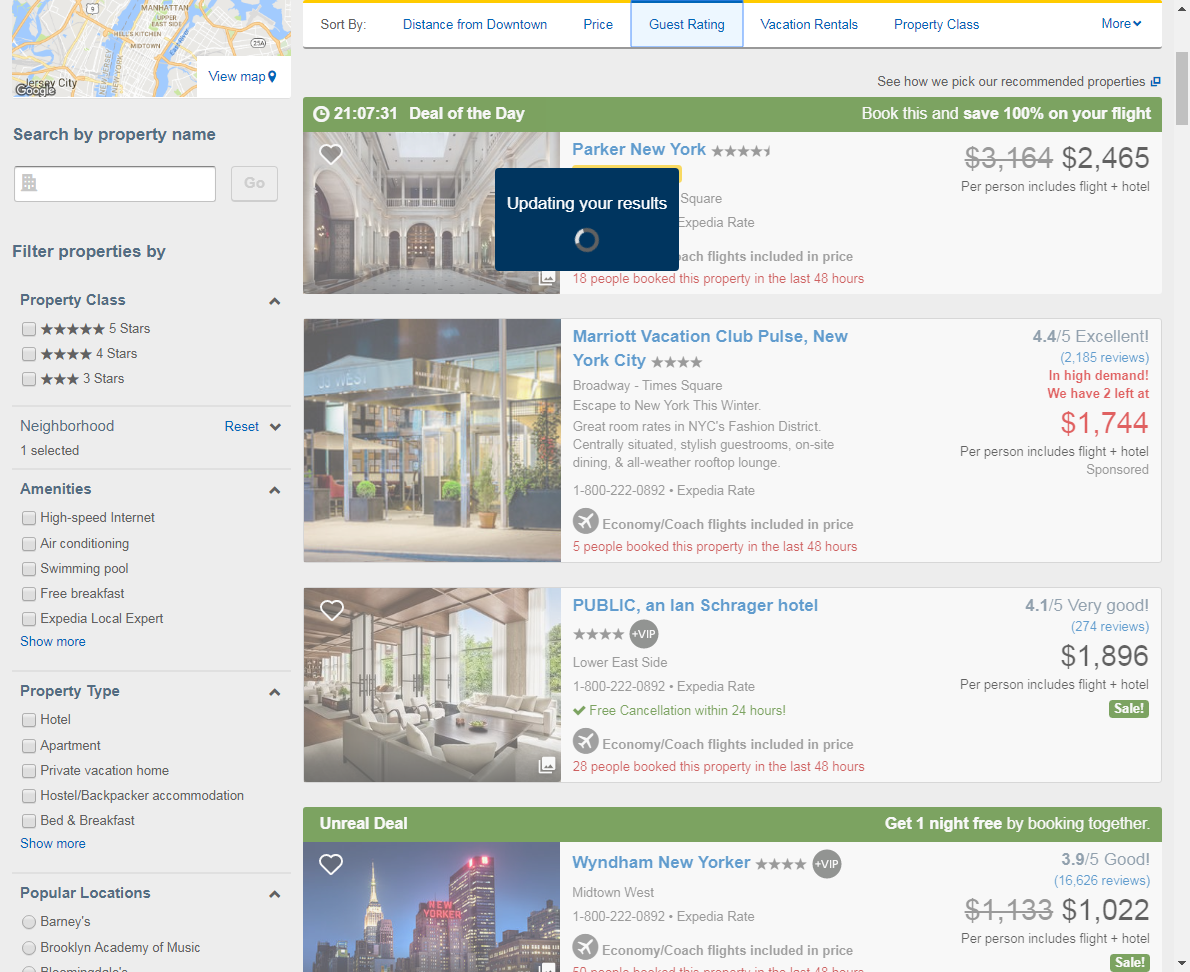 MANHATTAN
UPPER
EAST SIDE
HELL'S KITCHEN
MIDTOWN
NEW JERSEY
NEW YORK
East River
9
25A
Jersey City
Google
View map
Search by property name
Go
Filter properties by
Property Class
5 Stars
4 Stars
3 Stars
Neighborhood
Reset
1 selected
Amenities
High-speed Internet
Air conditioning
Swimming pool
Free breakfast
Expedia Local Expert
Show more
Property Type
Hotel
Apartment
Private vacation home
Hostel/Backpacker accommodation
Bed & Breakfast
Show more
Popular Locations
Barney's
Brooklyn Academy of Music
Bloomingdale's
Sort By:
Distance from Downtown
Price
Guest Rating
Vacation Rentals
Property Class
More
See how we pick our recommended properties
21:07:31 Deal of the Day
Book this and save 100% on your flight
Parker New York
$3,164 $2,465
Per person includes flight + hotel
Updating your results
Square
Expedia Rate
ach flights included in price
18 people booked this property in the last 48 hours
Marriott Vacation Club Pulse, New
York City
Broadway - Times Square
Escape to New York This Winter.
Great room rates in NYC's Fashion District.
Centrally situated, stylish guestrooms, on-site
dining, & all-weather rooftop lounge.
1-800-222-0892 • Expedia Rate
Economy/Coach flights included in price
5 people booked this property in the last 48 hours
4.4/5 Excellent!
(2,185 reviews)
In high demand!
We have 2 left at
$1,744
Per person includes flight + hotel
Sponsored
PUBLIC, an Ian Schrager hotel
+VIP
Lower East Side
1-800-222-0892 • Expedia Rate
Free Cancellation within 24 hours!
Economy/Coach flights included in price
28 people booked this property in the last 48 hours
4.1/5 Very good!
(274 reviews)
$1,896
Per person includes flight + hotel
Sale!
Unreal Deal
Get 1 night free by booking together.
NEW
YORKER
Wyndham New Yorker
+VIP
Midtown West
1-800-222-0892 • Expedia Rate
Economy/Coach flights included in price
50 people booked this property in the last 48 hours
3.9/5 Good!
(16,626 reviews)
$1,133 $1,022
Per person includes flight + hotel
Sale!